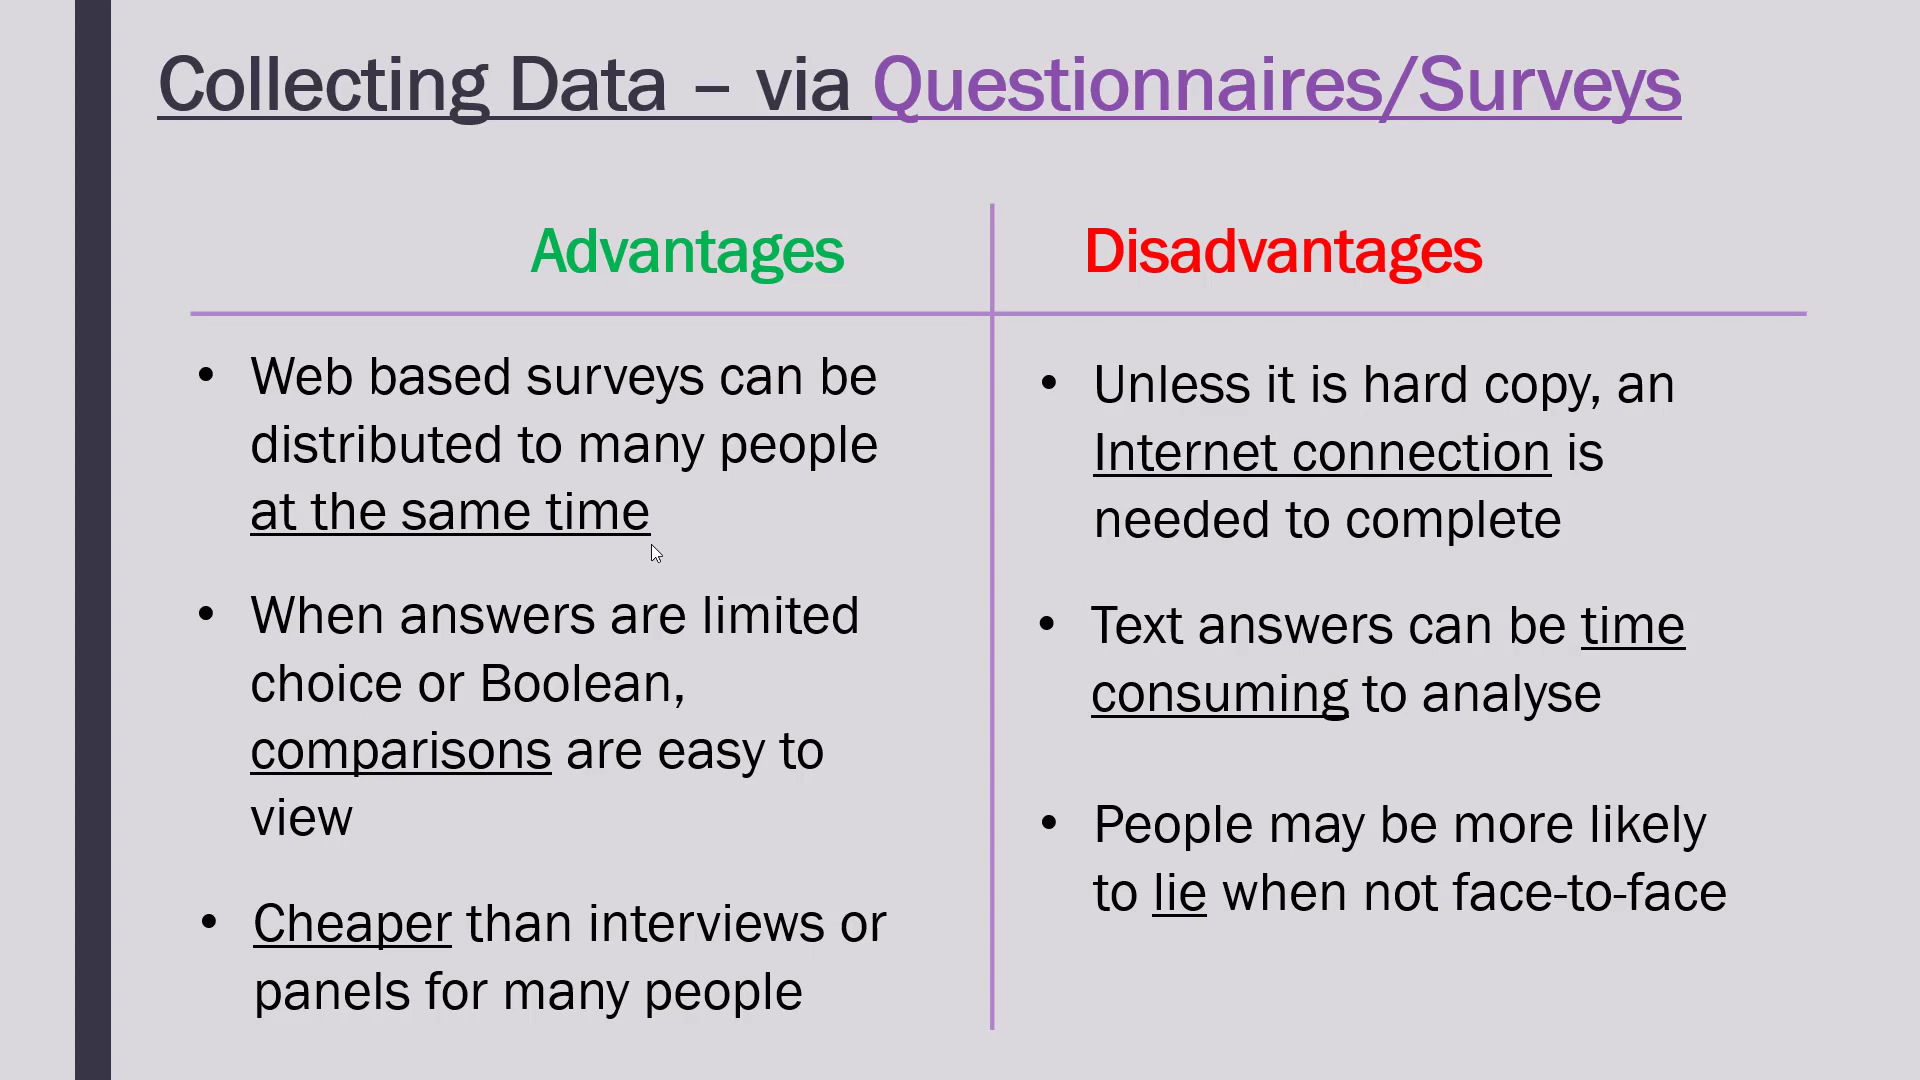 Collecting Data – via Questionnaires/Surveys
Advantages
Web based surveys can be
distributed to many people
at the same time
When answers are limited
choice or Boolean,
comparisons are easy to
view
Cheaper than interviews or
panels for many people
Disadvantages
Unless it is hard copy, an
Internet connection is
needed to complete
Text answers can be time
consuming to analyse
People may be more likely
to lie when not face-to-face